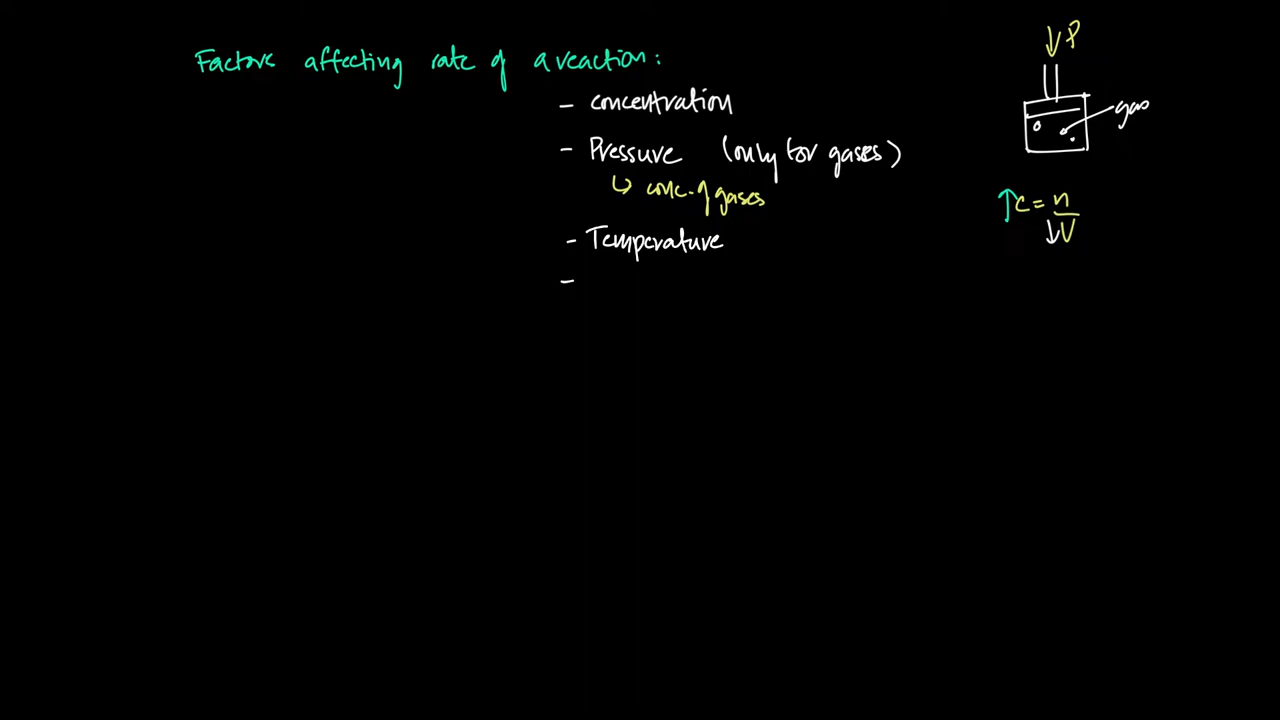 Factors affecting rate of a reaction:
- concentration
- Pressure (only for gases)
↳ conc. of gases
- Temperature
-
↓P
gas
↑c = n/↓V